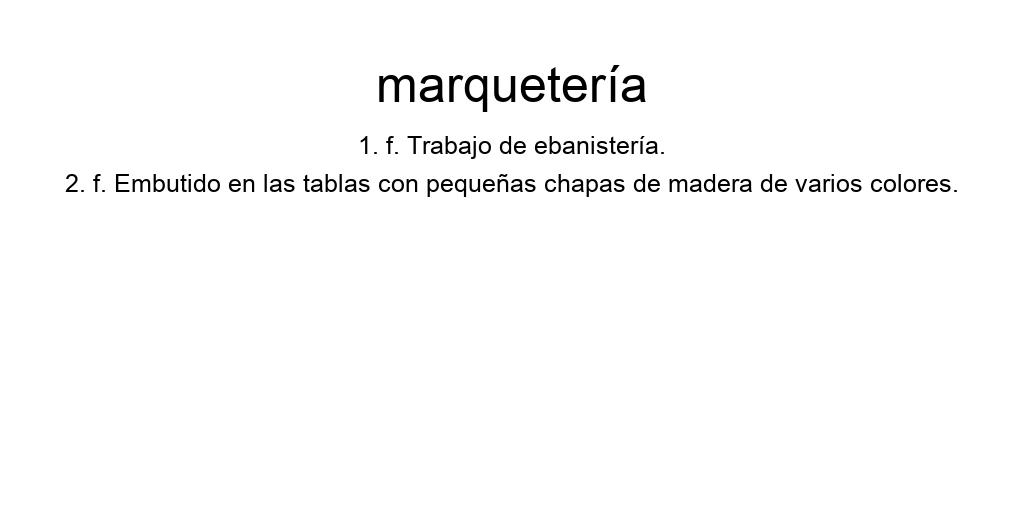 marquetería
1. f. Trabajo de ebanistería.
2. f. Embutido en las tablas con pequeñas chapas de madera de varios colores.